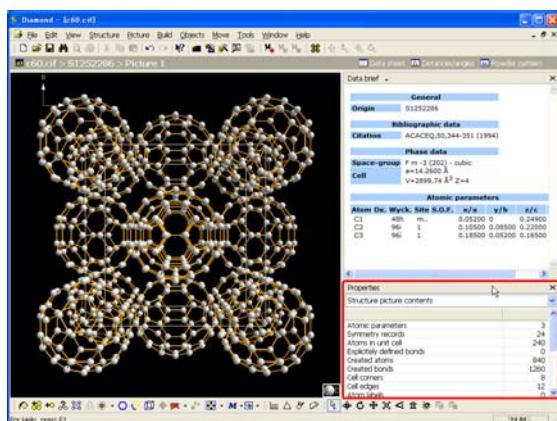 Diamond - [c60.cif]
File Edit View Structure Picture Build Objects Move Tools Window Help
c60.cif > S1252286 > Picture 1
Data sheet Distances/angles Powder pattern
Data brief
General
Origin S1252286
Bibliographic data
Citation ACACEQ,50,344-351 (1994)
Phase data
Space-group F m -3 (202) - cubic
Cell a=14.2600 Å
V=2899.74 Å³ Z=4
Atomic parameters
Atom Ox. Wyck. Site S.O.F. x/a y/b z/c
C1 48h m.. 0.05200 0 0.24900
C2 96i 1 0.10500 0.08500 0.22000
C3 96i 1 0.18500 0.05200 0.16500
Properties
Structure picture contents
Atomic parameters 3
Symmetry records 24
Atoms in unit cell 240
Explicitely defined bonds 0
Created atoms 840
Created bonds 1260
Cell corners 8
Cell edges 12
Atom labels 0
For Help, press F1
NUM